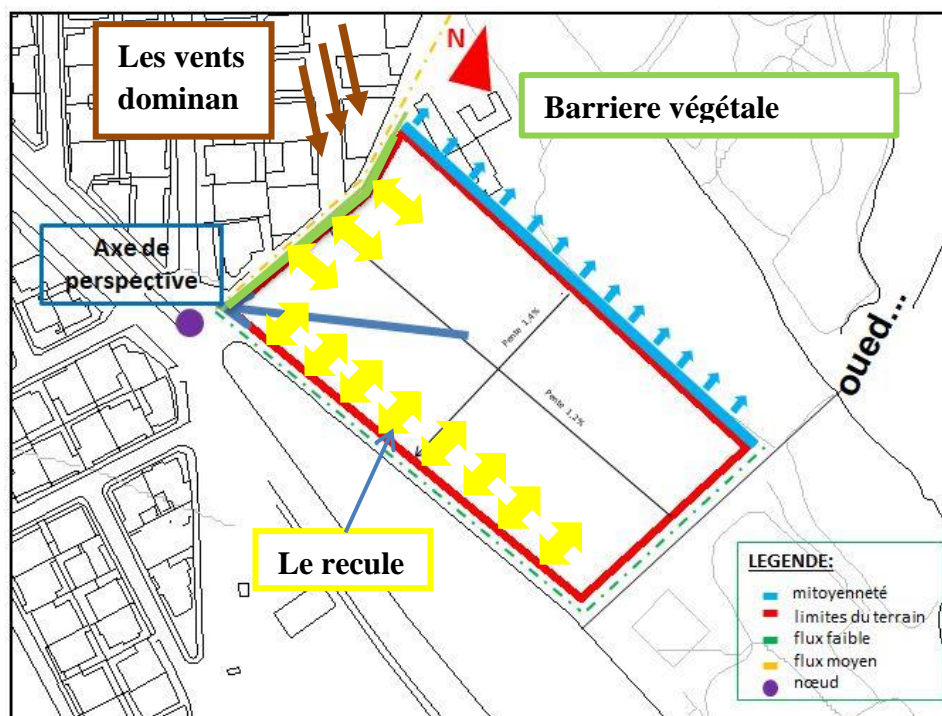 Les vents
dominan
N
Barriere végétale
Axe de
perspective
Pente 1.4%
Pente 1.2%
oued...
Le recule
LEGENDE:
mitoyenneté
limites du terrain
flux faible
flux moyen
nœud